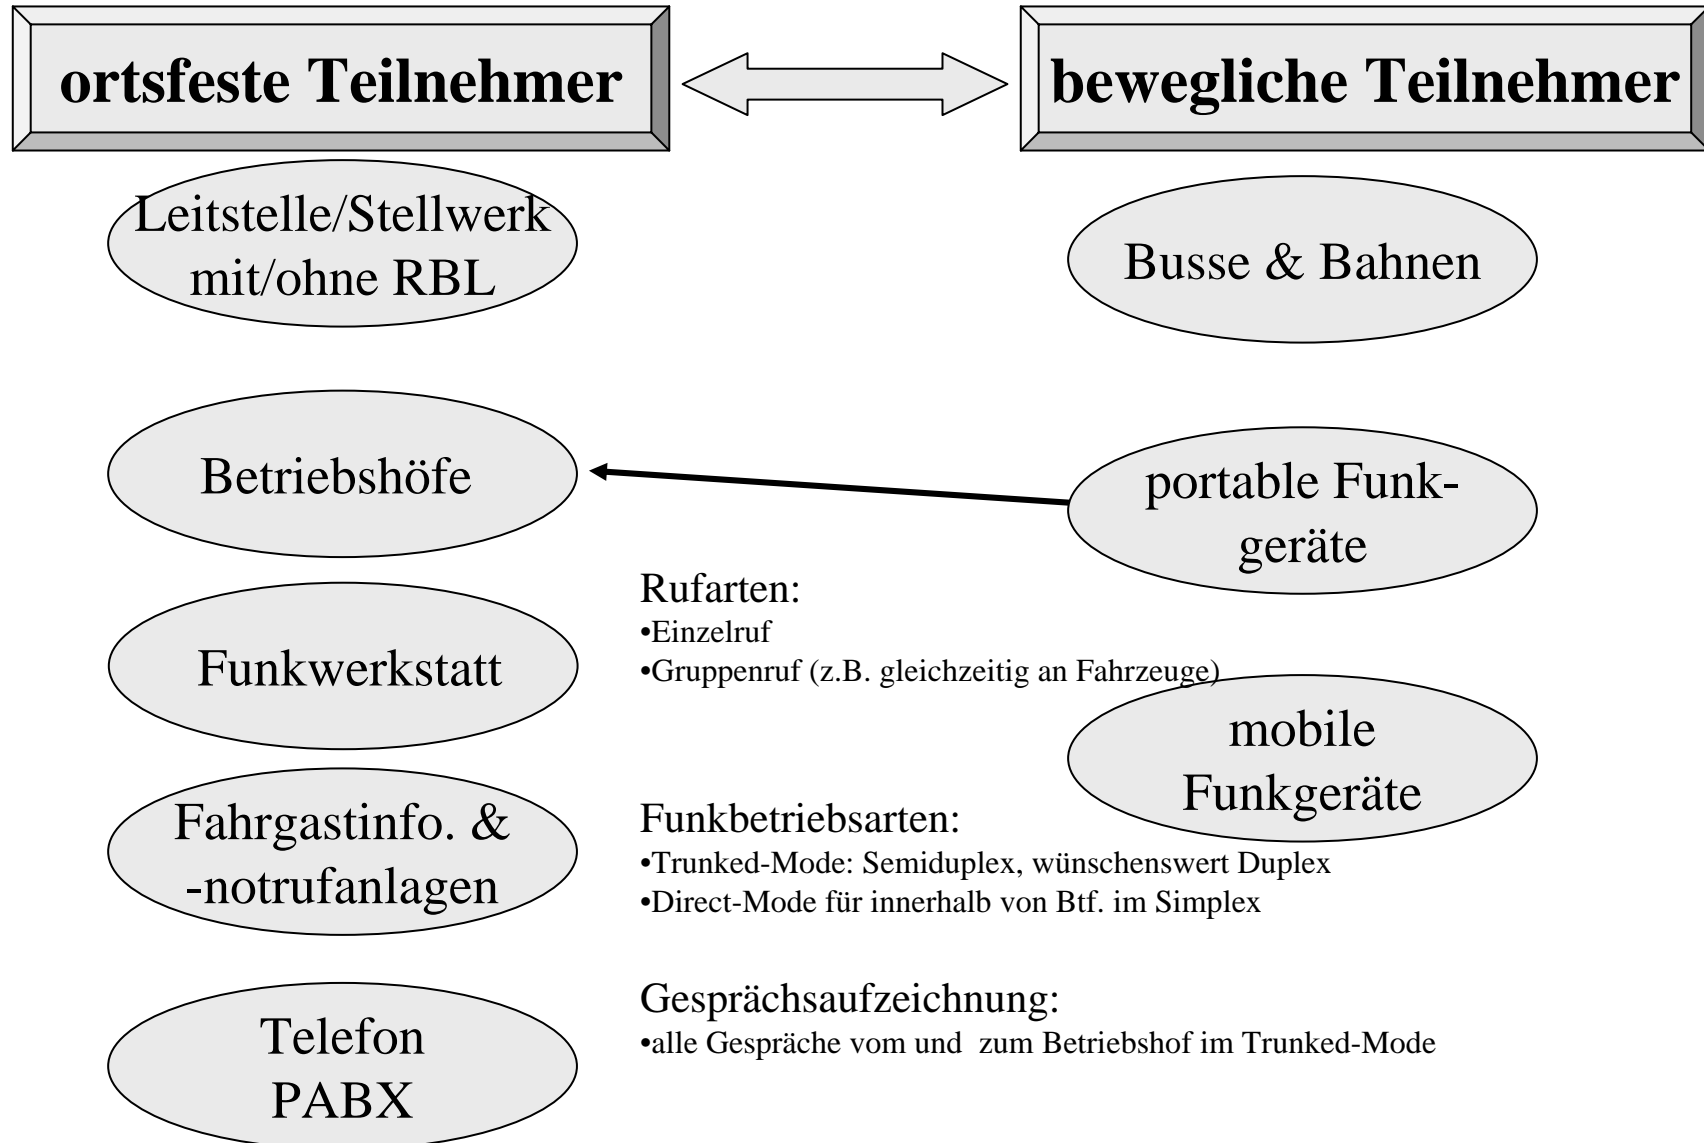 ortsfeste Teilnehmer
bewegliche Teilnehmer
Leitstelle/Stellwerk
mit/ohne RBL
Busse & Bahnen
Betriebshöfe
portable Funk-
geräte
Rufarten:
•Einzelruf
•Gruppenruf (z.B. gleichzeitig an Fahrzeuge)
Funkwerkstatt
mobile
Funkgeräte
Fahrgastinfo. &
-notrufanlagen
Funkbetriebsarten:
•Trunked-Mode: Semiduplex, wünschenswert Duplex
•Direct-Mode für innerhalb von Btf. im Simplex
Gesprächsaufzeichnung:
•alle Gespräche vom und  zum Betriebshof im Trunked-Mode
Telefon
PABX